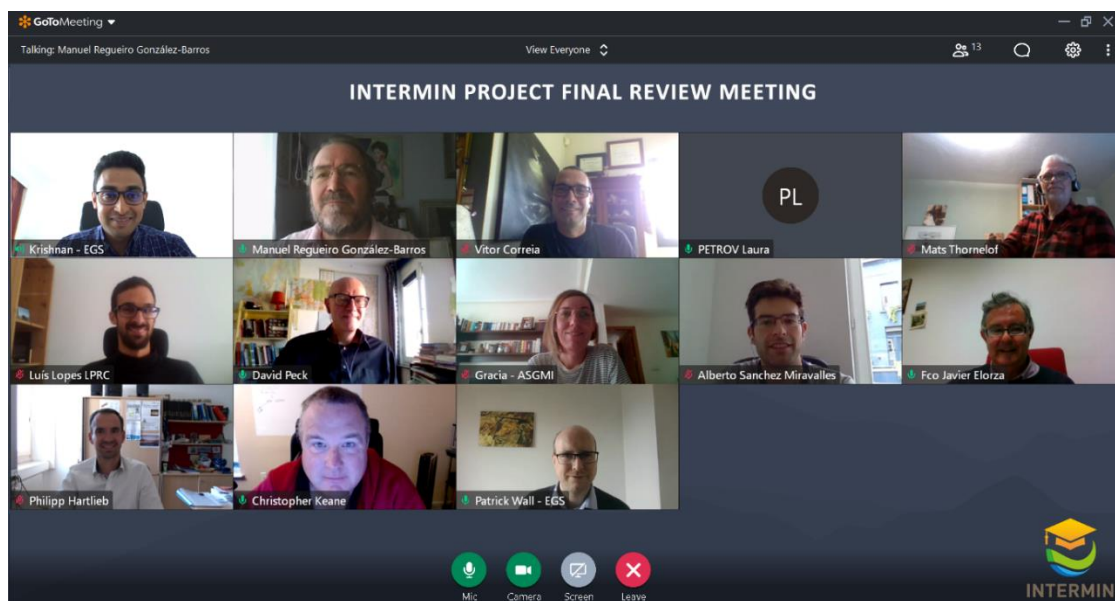 GoToMeeting
Talking: Manuel Regueiro González-Barros
View Everyone
13
INTERMIN PROJECT FINAL REVIEW MEETING
Krishnan - EGS
Manuel Regueiro González-Barros
Vitor Correia
PL
PETROV Laura
Mats Thornelof
Luís Lopes LPRC
David Peck
Gracia - ASGMI
Alberto Sanchez Miravalles
Fco Javier Elorza
Philipp Hartlieb
Christopher Keane
Patrick Wall - EGS
Mic
Camera
Screen
Leave
INTERMIN